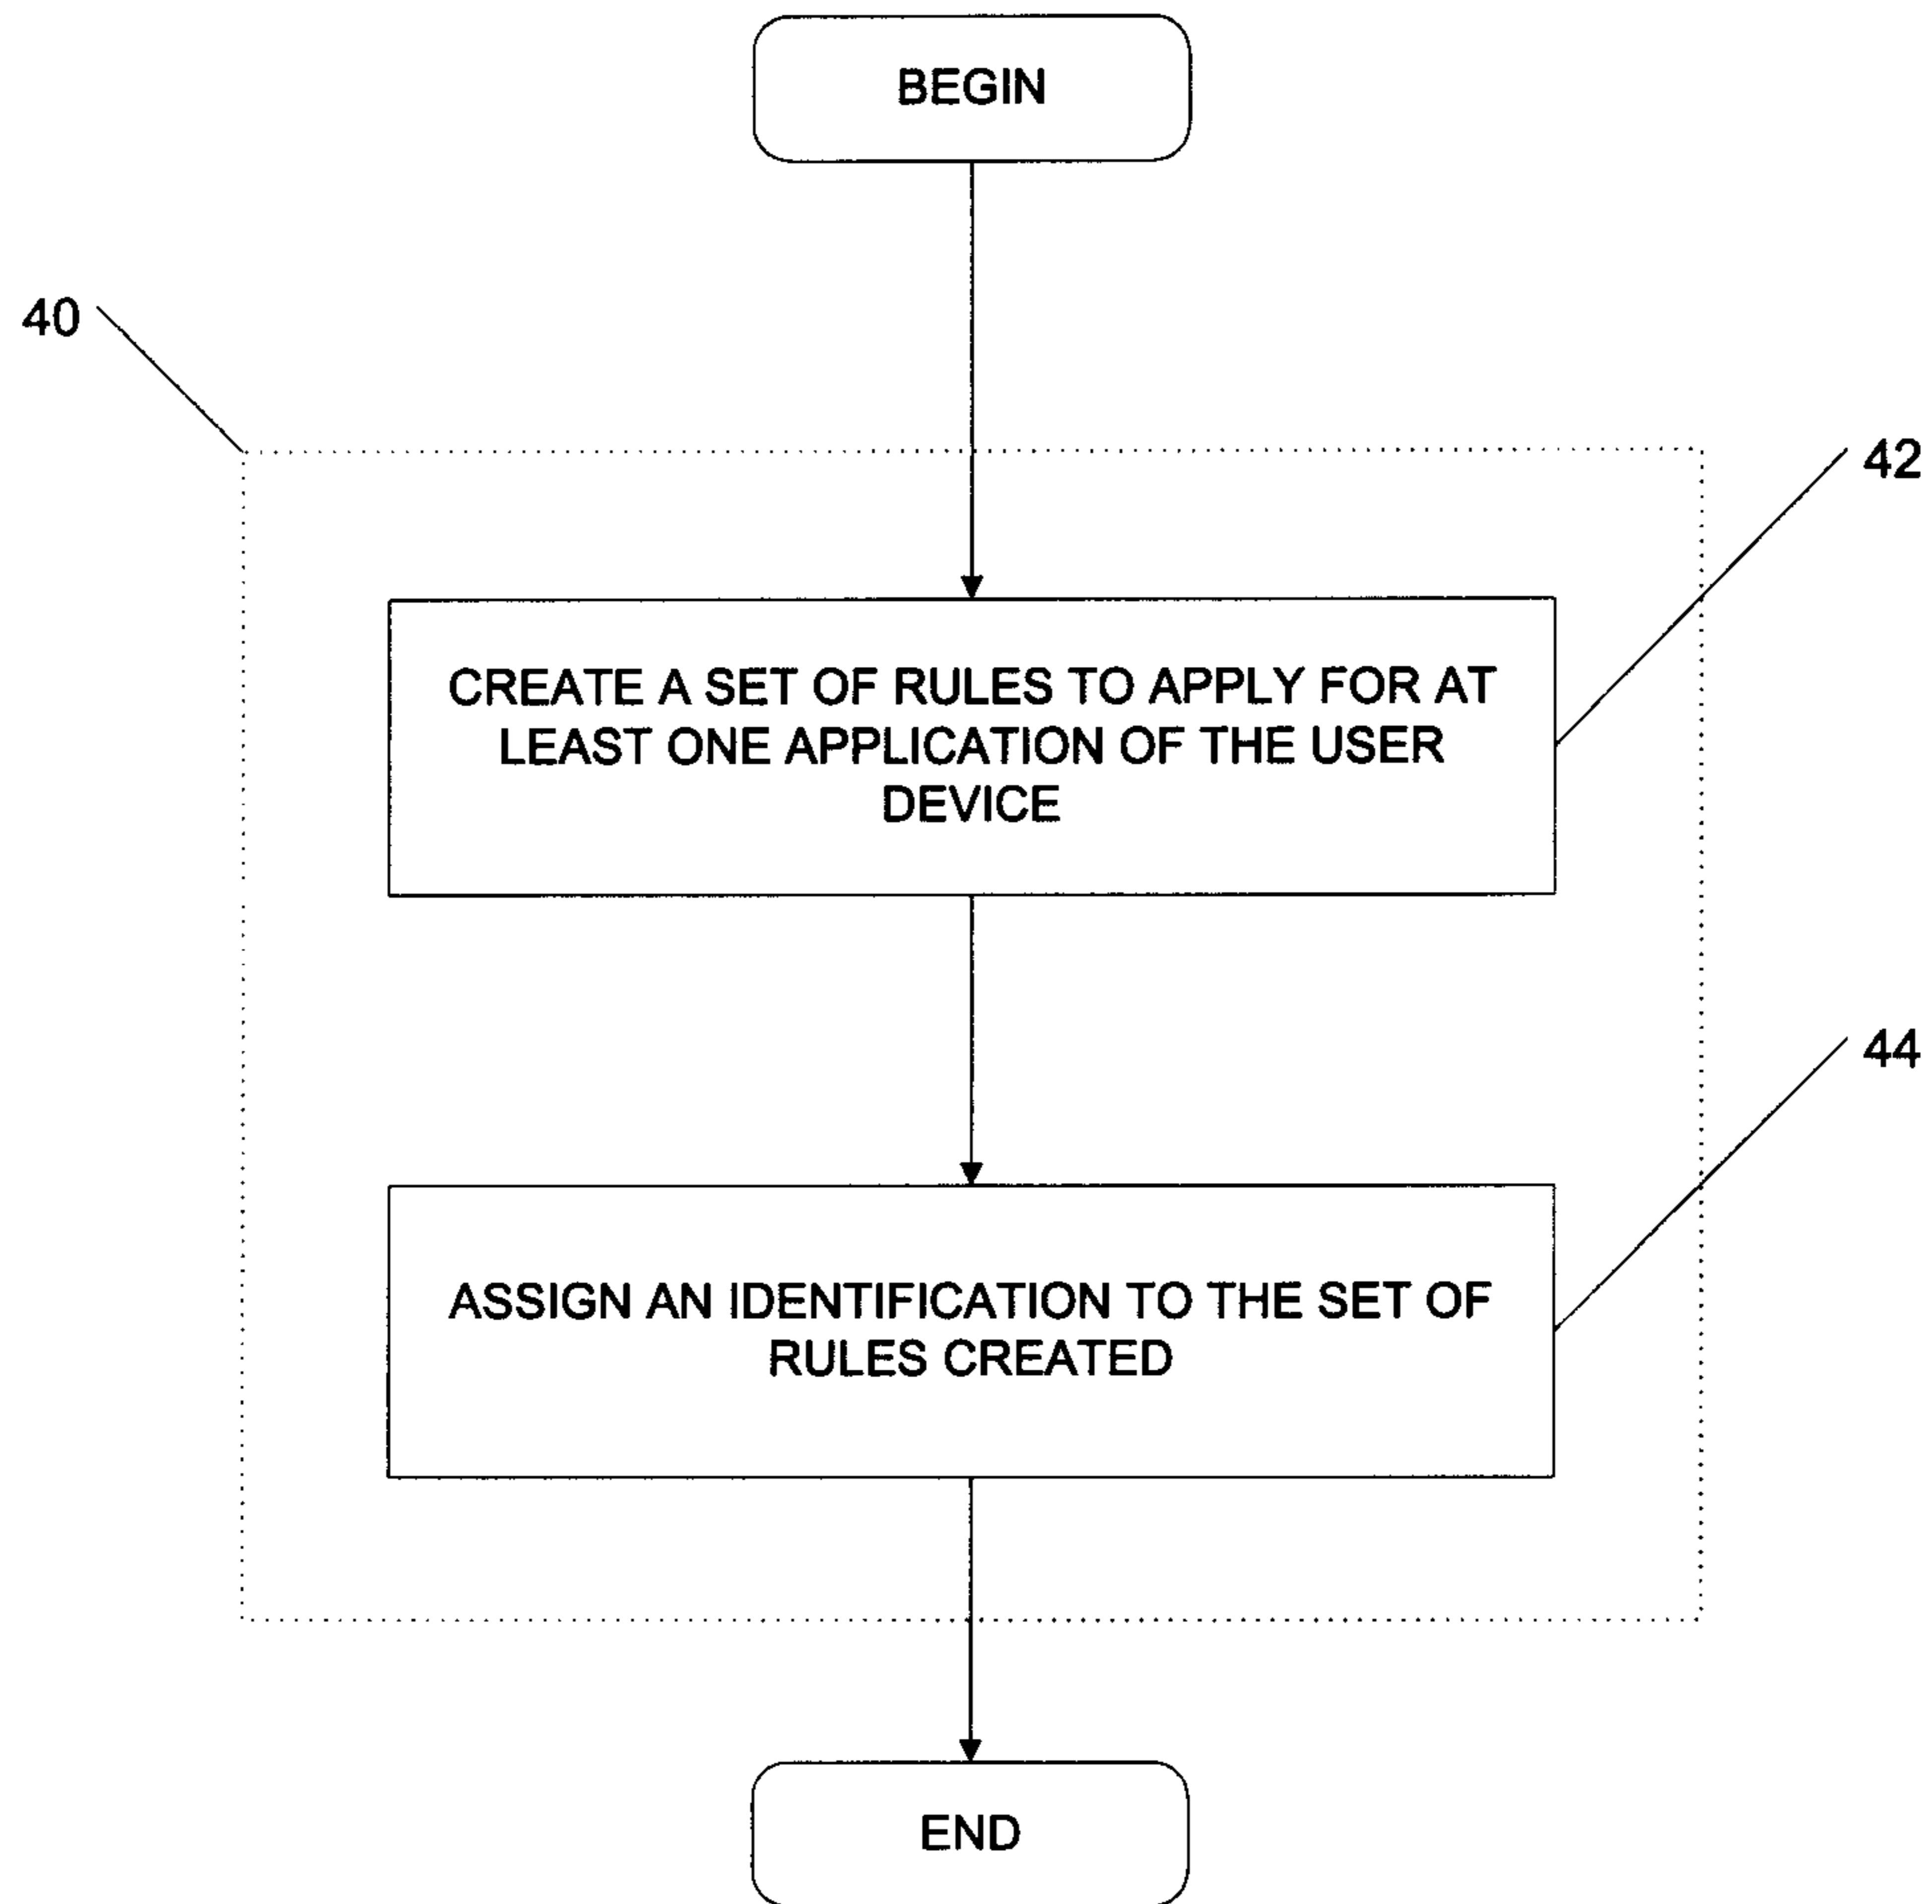 BEGIN
40
42
CREATE A SET OF RULES TO APPLY FOR AT
LEAST ONE APPLICATION OF THE USER
DEVICE
44
ASSIGN AN IDENTIFICATION TO THE SET OF
RULES CREATED
END